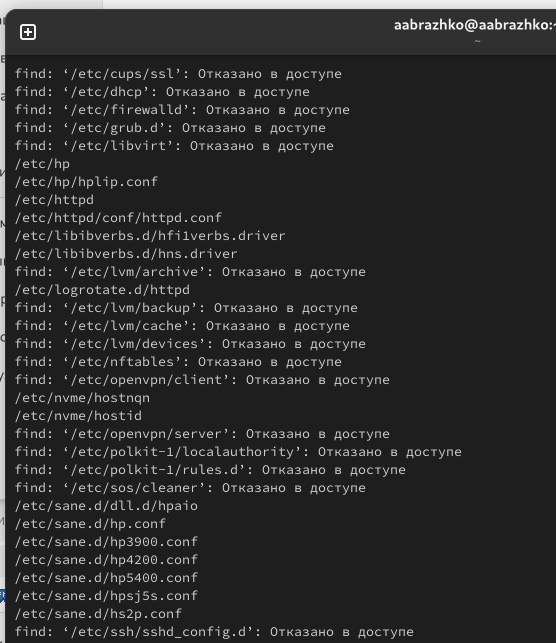 aabrazhko@aabrazhko:~
~
find: ‘/etc/cups/ssl’: Отказано в доступе
find: ‘/etc/dhcp’: Отказано в доступе
find: ‘/etc/firewalld’: Отказано в доступе
find: ‘/etc/grub.d’: Отказано в доступе
find: ‘/etc/libvirt’: Отказано в доступе
/etc/hp
/etc/hp/hplip.conf
/etc/httpd
/etc/httpd/conf/httpd.conf
/etc/libibverbs.d/hfi1verbs.driver
/etc/libibverbs.d/hns.driver
find: ‘/etc/lvm/archive’: Отказано в доступе
/etc/logrotate.d/httpd
find: ‘/etc/lvm/backup’: Отказано в доступе
find: ‘/etc/lvm/cache’: Отказано в доступе
find: ‘/etc/lvm/devices’: Отказано в доступе
find: ‘/etc/nftables’: Отказано в доступе
find: ‘/etc/openvpn/client’: Отказано в доступе
/etc/nvme/hostnqn
/etc/nvme/hostid
find: ‘/etc/openvpn/server’: Отказано в доступе
find: ‘/etc/polkit-1/localauthority’: Отказано в доступе
find: ‘/etc/polkit-1/rules.d’: Отказано в доступе
find: ‘/etc/sos/cleaner’: Отказано в доступе
/etc/sane.d/dll.d/hpaio
/etc/sane.d/hp.conf
/etc/sane.d/hp3900.conf
/etc/sane.d/hp4200.conf
/etc/sane.d/hp5400.conf
/etc/sane.d/hpsj5s.conf
/etc/sane.d/hs2p.conf
find: ‘/etc/ssh/sshd_config.d’: Отказано в доступе